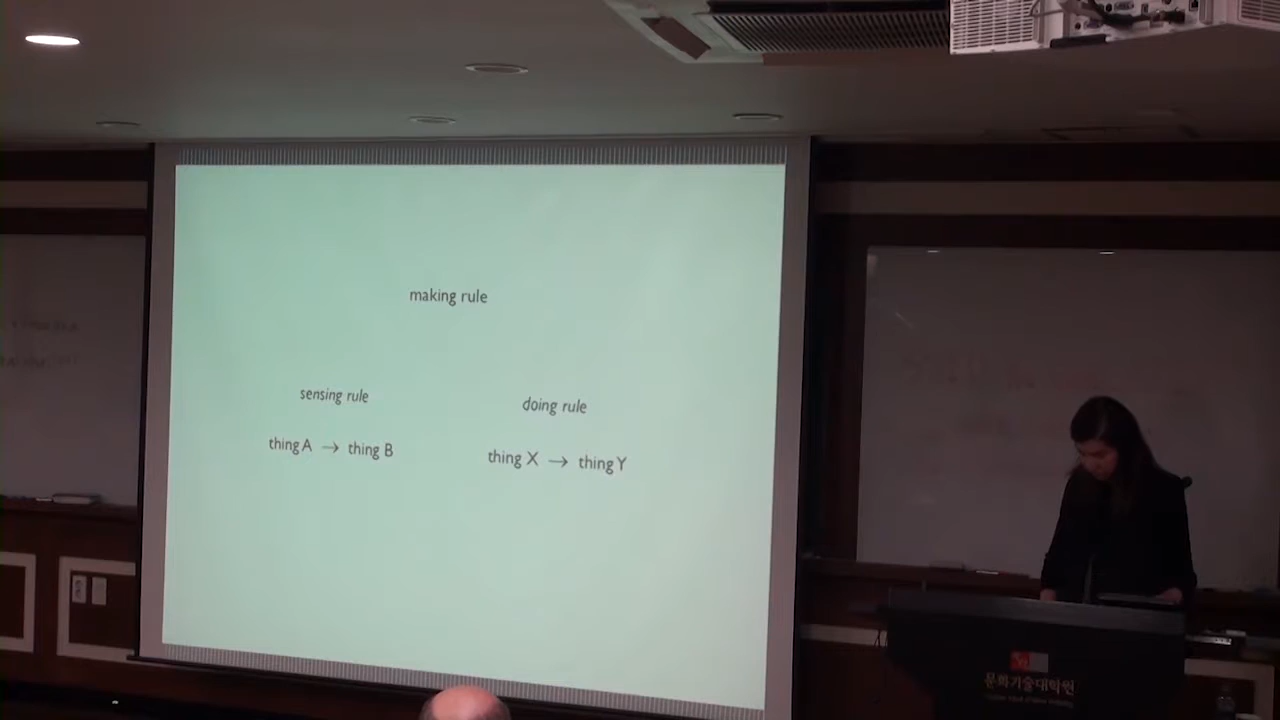 making rule
sensing rule
doing rule
thing A → thing B
thing X → thing Y
문화기술대학원